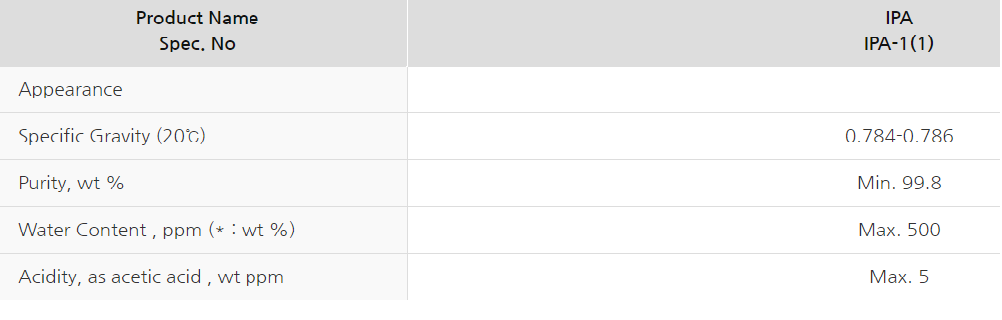 Product Name
Spec. No
IPA
IPA-1(1)
Appearance
Specific Gravity (20℃) 0.784-0.786
Purity, wt % Min. 99.8
Water Content , ppm (* : wt %) Max. 500
Acidity, as acetic acid , wt ppm Max. 5